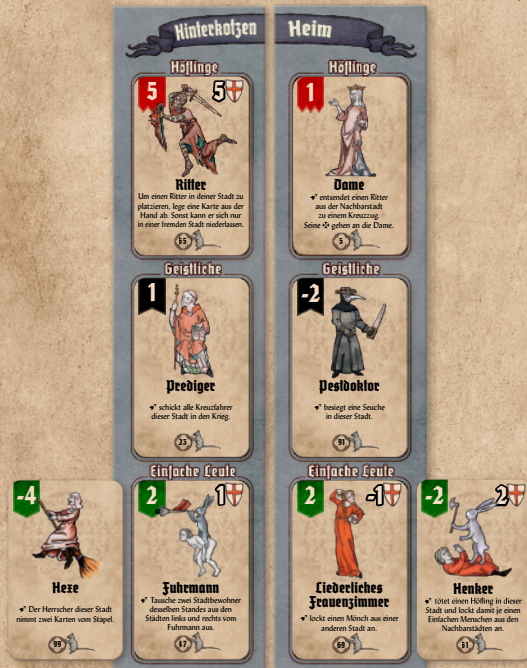 Hinterkotzen Heim
Höflinge
5
5
Ritter
Um einen Ritter in deiner Stadt zu
platzieren, lege eine Karte aus der
Hand ab. Sonst kann er sich nur
in einer fremden Stadt niederlassen.
65
Höflinge
1
Dame
entsendet einen Ritter
aus der Nachbarstadt
zu einem Kreuzzug.
Seine ✠ gehen an die Dame.
5
Geistliche
1
Prediger
schickt alle Kreuzfahrer
dieser Stadt in den Krieg.
23
Geistliche
-2
Pestdoktor
besiegt eine Seuche
in dieser Stadt.
91
-4
Hexe
Der Herrscher dieser Stadt
nimmt zwei Karten vom Stapel.
99
Einfache Leute
2
1
Fuhrmann
Tausche zwei Stadtbewohner
desselben Standes aus den
Städten links und rechts vom
Fuhrmann aus.
47
Einfache Leute
2
-1
Liederliches
Frauenzimmer
lockt einen Mönch aus einer
anderen Stadt an.
69
-2
2
Henker
tötet einen Höfling in dieser
Stadt und lockt damit je einen
Einfachen Menschen aus den
Nachbarstädten an.
51